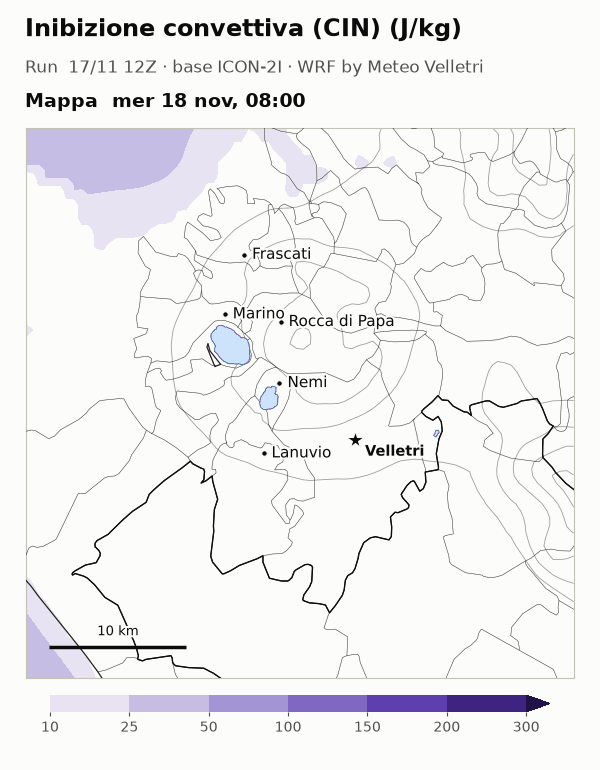 Inibizione convettiva (CIN) (J/kg)
Run 17/11 12Z · base ICON-2I · WRF by Meteo Velletri
Mappa mer 18 nov, 08:00
Frascati
Marino
Rocca di Papa
Nemi
Velletri
Lanuvio
10 km
10 25 50 100 150 200 300